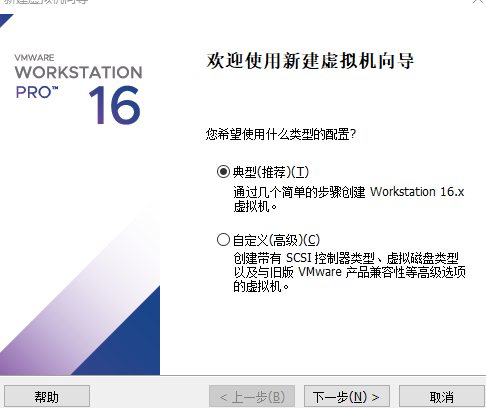 新建虚拟机向导
VMWARE
WORKSTATION
PRO™ 16
欢迎使用新建虚拟机向导
您希望使用什么类型的配置?
典型(推荐)(T)
通过几个简单的步骤创建 Workstation 16.x
虚拟机。
自定义(高级)(C)
创建带有 SCSI 控制器类型、虚拟磁盘类型
以及与旧版 VMware 产品兼容性等高级选项
的虚拟机。
帮助
< 上一步(B)
下一步(N) >
取消